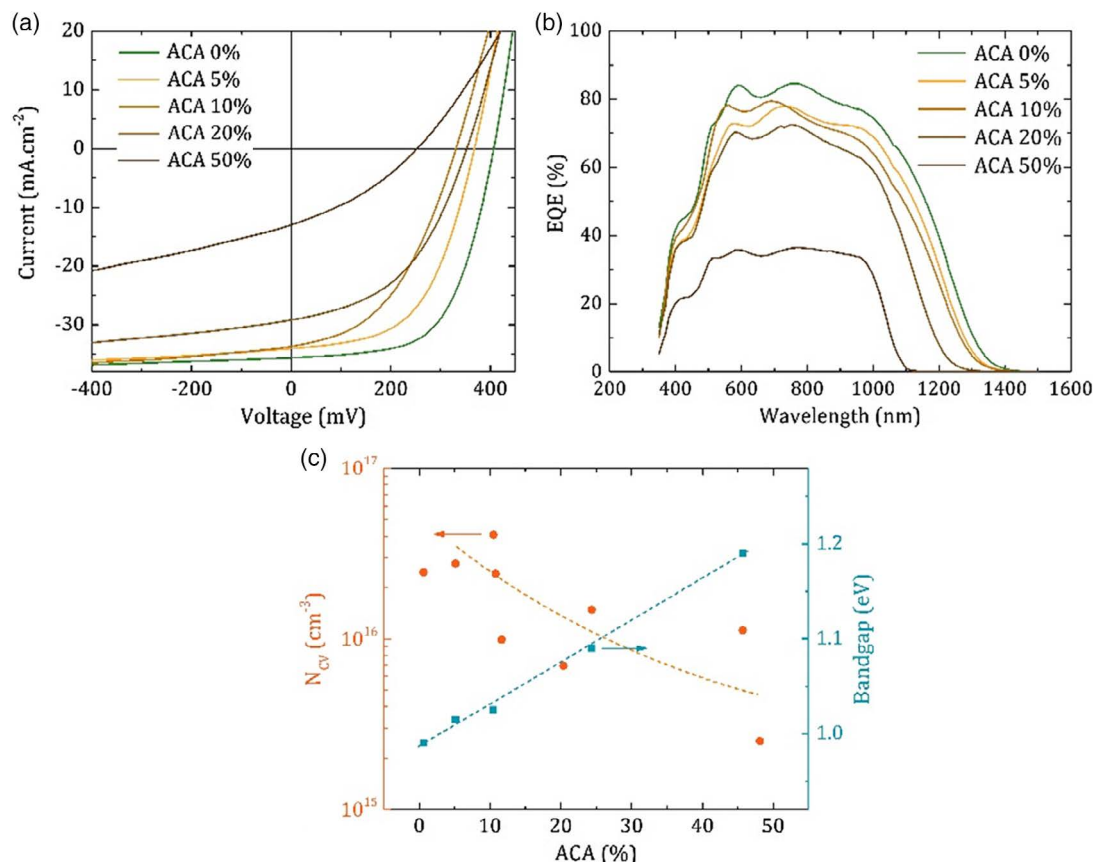 (a)
20
10
0
-10
-20
-30
ACA 0%
ACA 5%
ACA 10%
ACA 20%
ACA 50%
Current (mA.cm⁻²)
-400
-200
0
200
400
Voltage (mV)
(b)
100
80
60
40
20
0
ACA 0%
ACA 5%
ACA 10%
ACA 20%
ACA 50%
EQE (%)
200
400
600
800
1000
1200
1400
1600
Wavelength (nm)
(c)
10¹⁷
10¹⁶
10¹⁵
N_CV (cm⁻³)
1.2
1.10
1.0
Bandgap (eV)
0
10
20
30
40
50
ACA (%)